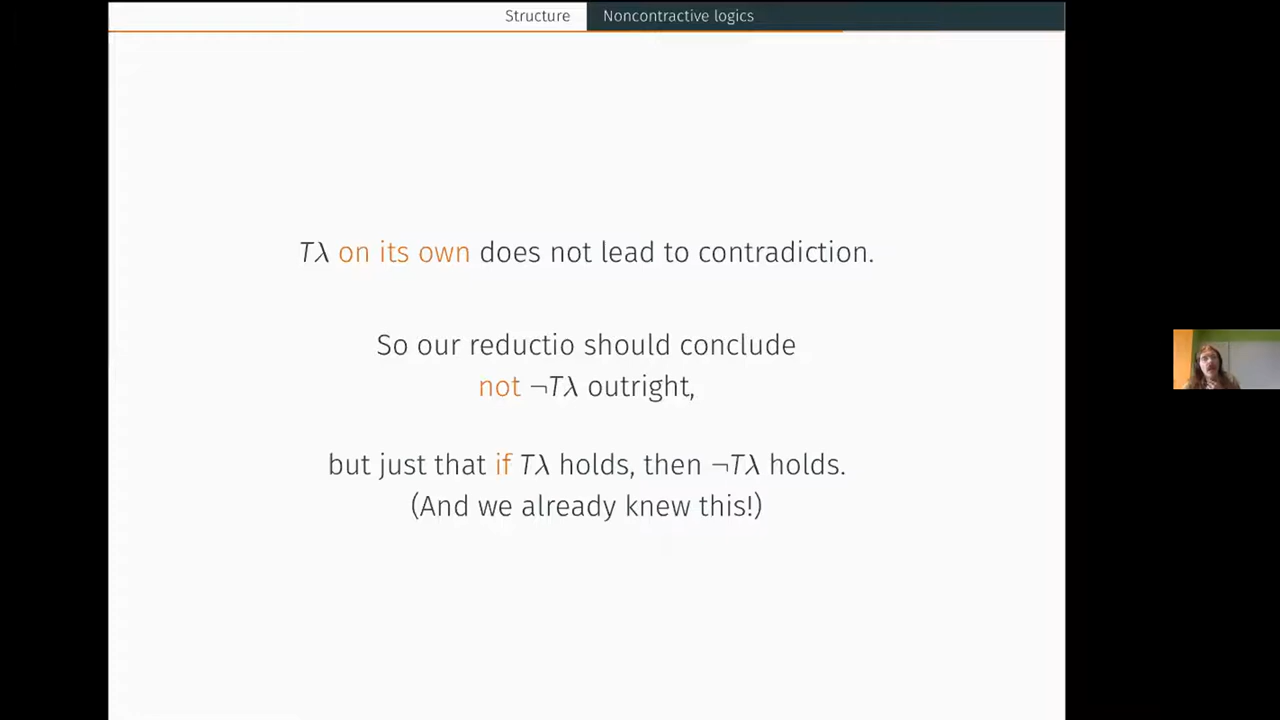 Structure
Noncontractive logics
Tλ on its own does not lead to contradiction.
So our reductio should conclude
not ¬Tλ outright,
but just that if Tλ holds, then ¬Tλ holds.
(And we already knew this!)